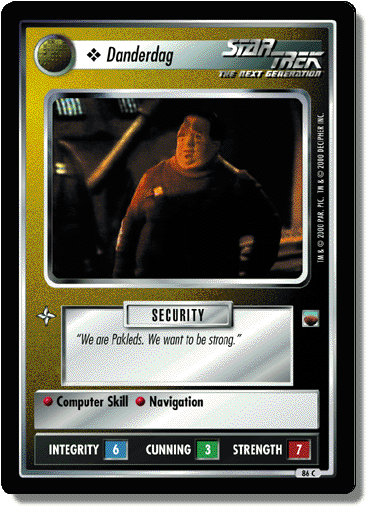 ❖ Danderdag
STAR TREK
THE NEXT GENERATION
TM & © 2000 PAR. PIC. TM & © 2000 DECIPHER INC.
SECURITY
"We are Pakleds. We want to be strong."
Computer Skill Navigation
INTEGRITY 6 CUNNING 3 STRENGTH 7
86 C